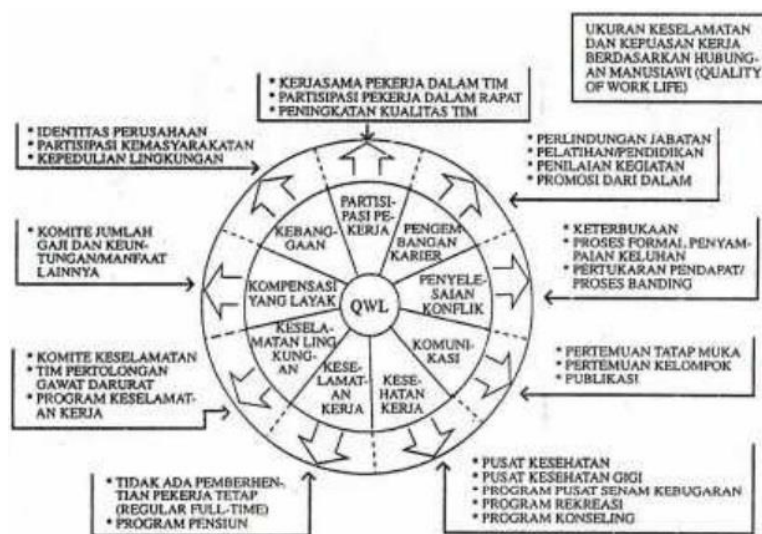 UKURAN KESELAMATAN
DAN KEPUASAN KERJA
BERDASARKAN HUBUNG-
AN MANUSIAWI (QUALITY
OF WORK LIFE)
* KERJASAMA PEKERJA DALAM TIM
* PARTISIPASI PEKERJA DALAM RAPAT
* PENINGKATAN KUALITAS TIM
* IDENTITAS PERUSAHAAN
* PARTISIPASI KEMASYARAKATAN
* KEPEDULIAN LINGKUNGAN
* PERLINDUNGAN JABATAN
* PELATIHAN/PENDIDIKAN
* PENILAIAN KEGIATAN
* PROMOSI DARI DALAM
* KOMITE JUMLAH
GAJI DAN KEUN-
TUNGAN/MANFAAT
LAINNYA
* KETERBUKAAN
* PROSES FORMAL PENYAM-
PAIAN KELUHAN
* PERTUKARAN PENDAPAT/
PROSES BANDING
* KOMITE KESELAMATAN
* TIM PERTOLONGAN
GAWAT DARURAT
* PROGRAM KESELAMAT-
AN KERJA
* PERTEMUAN TATAP MUKA
* PERTEMUAN KELOMPOK
* PUBLIKASI
* TIDAK ADA PEMBERHEN-
TIAN PEKERJA TETAP
(REGULAR FULL-TIME)
* PROGRAM PENSIUN
* PUSAT KESEHATAN
* PUSAT KESEHATAN GIGI
* PROGRAM PUSAT SENAM KEBUGARAN
* PROGRAM REKREASI
* PROGRAM KONSELING
PARTISI-
PASI PE-
KERJA
PENGEM
BANGAN
KARIER
PENYELE-
SAIAN
KONFLIK
KOMUNI-
KASI
KESE-
HATAN
KERJA
KESE-
LAMAT-
AN
KERJA
KESELA-
MATAN LING
KUNG-
AN
KOMPENSASI
YANG LAYAK
KEBANG-
GAAN
QWL